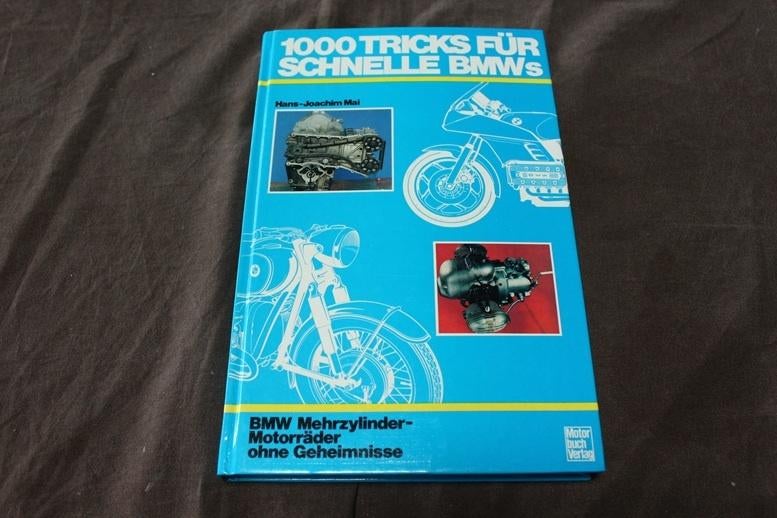 1000 TRICKS FÜR
SCHNELLE BMWs
Hans-Joachim Mai
BMW Mehrzylinder-
Motorräder
ohne Geheimnisse
Motor
buch
Verlag